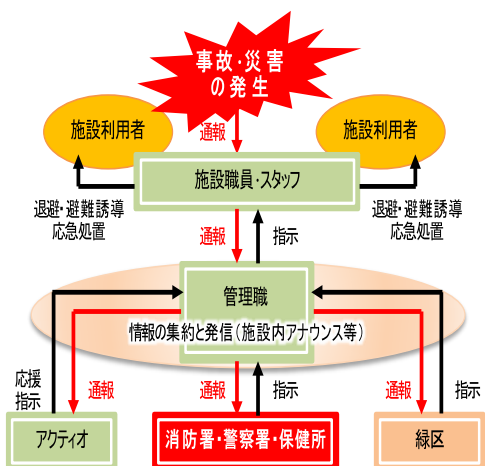 事故・災害
の発生
通報
施設利用者
施設利用者
施設職員・スタッフ
退避・避難誘導
応急処置
退避・避難誘導
応急処置
通報
指示
管理職
情報の集約と発信（施設内アナウンス等）
応援
指示
通報
通報
指示
通報
指示
アクティオ
消防署・警察署・保健所
緑区